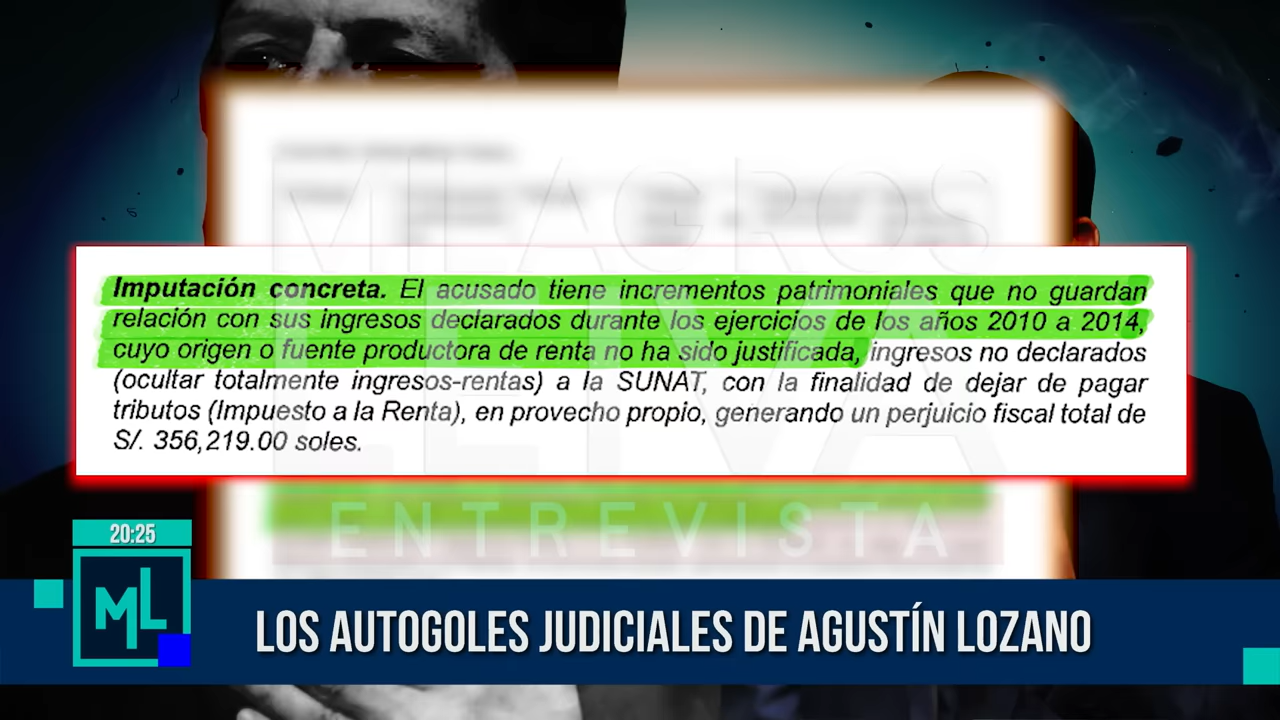 MILAGROS
LEIVA
ENTREVISTA
Imputación concreta. El acusado tiene incrementos patrimoniales que no guardan
relación con sus ingresos declarados durante los ejercicios de los años 2010 a 2014,
cuyo origen o fuente productora de renta no ha sido justificada, ingresos no declarados
(ocultar totalmente ingresos-rentas) a la SUNAT, con la finalidad de dejar de pagar
tributos (Impuesto a la Renta), en provecho propio, generando un perjuicio fiscal total de
S/. 356,219.00 soles.
20:25
ML
LOS AUTOGOLES JUDICIALES DE AGUSTÍN LOZANO